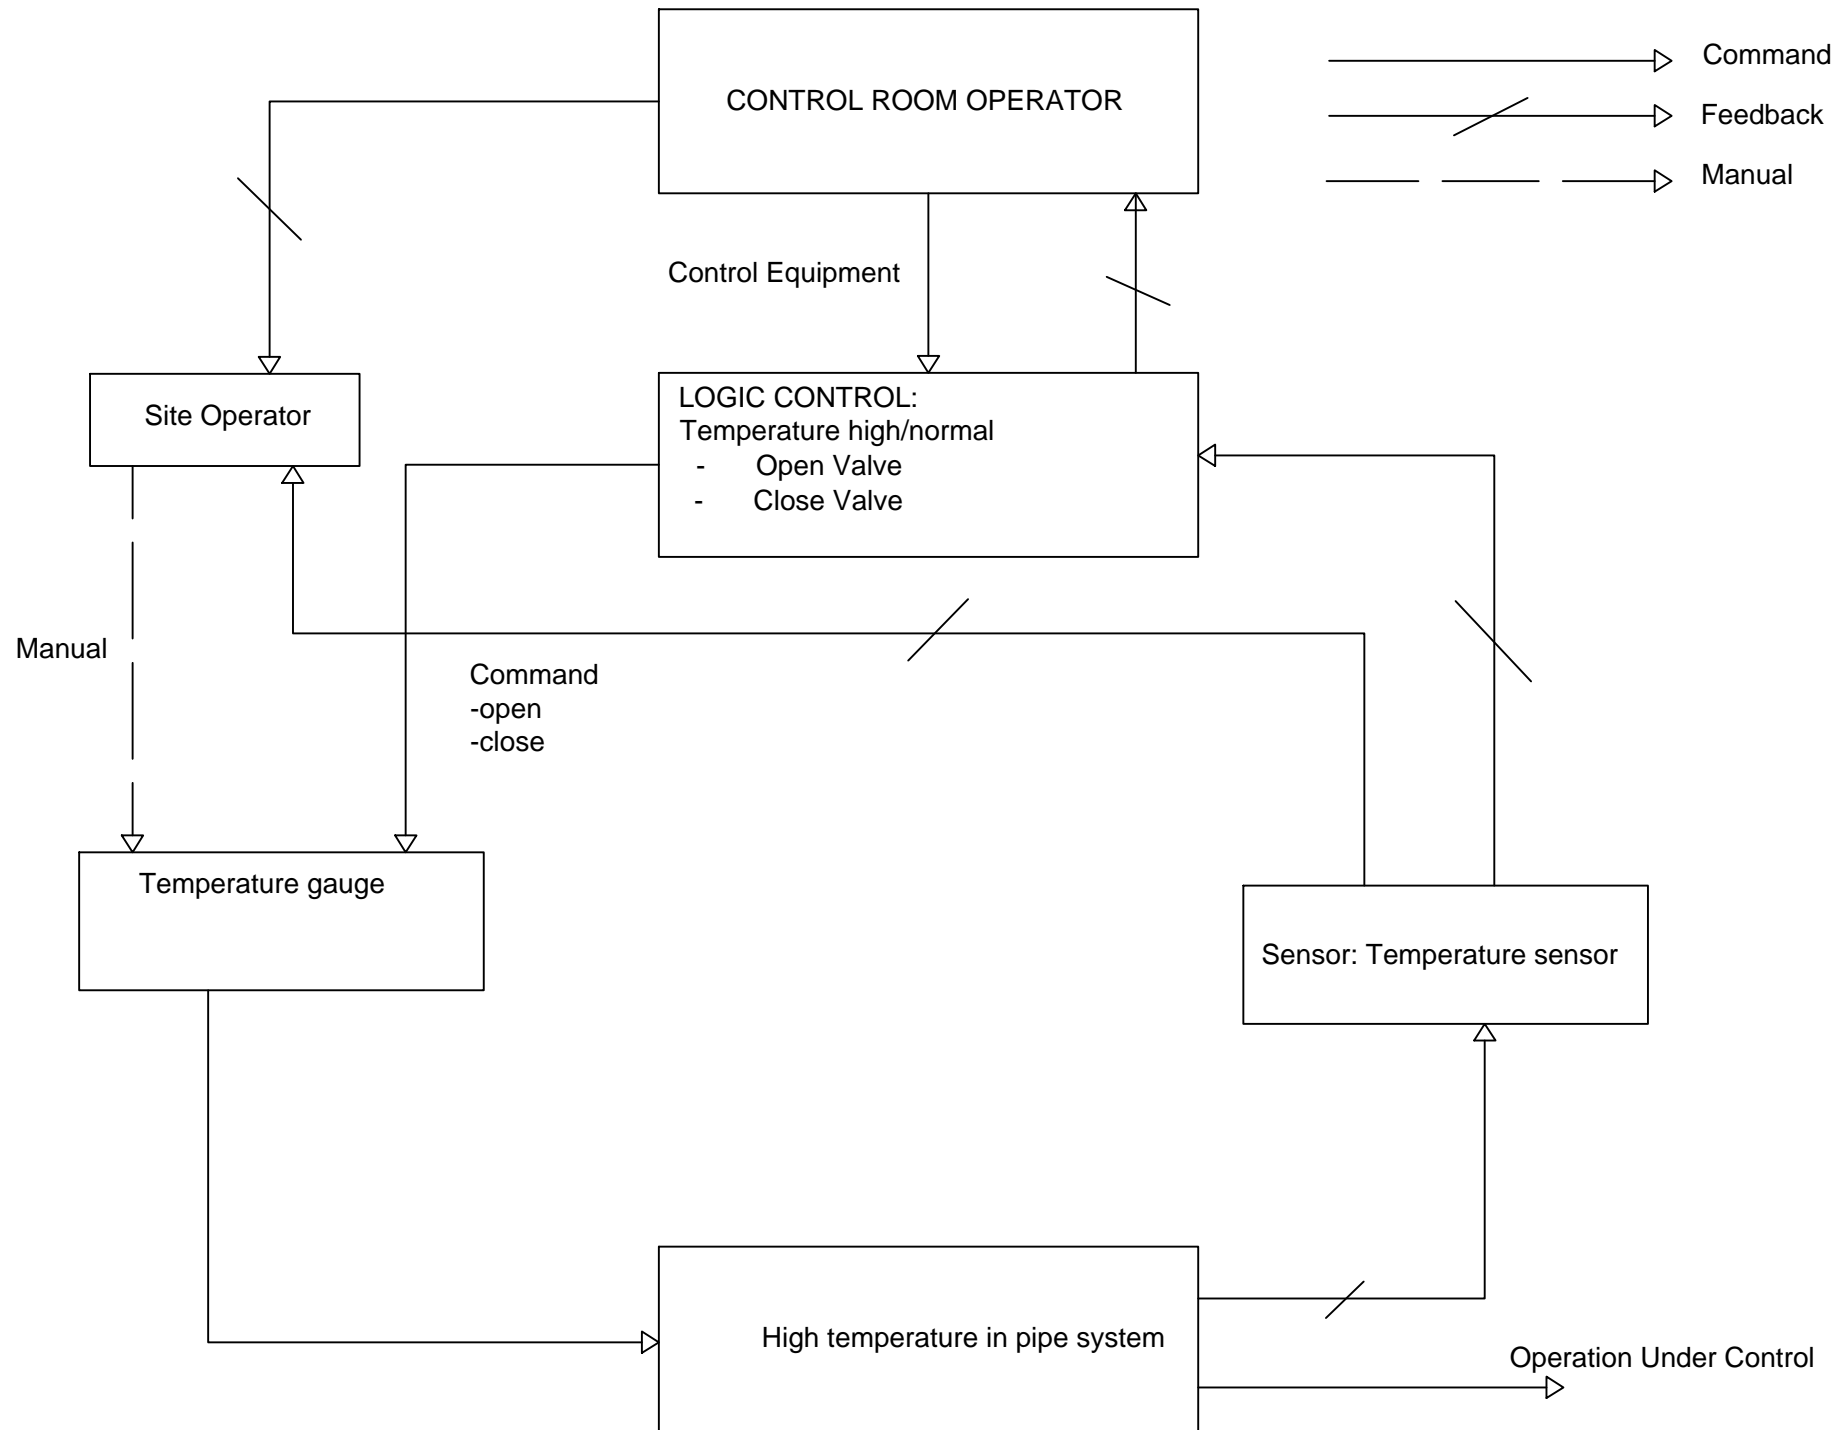 CONTROL ROOM OPERATOR
Command
Feedback
Manual
Control Equipment
Site Operator
LOGIC CONTROL:
Temperature high/normal
- Open Valve
- Close Valve
Manual
Command
-open
-close
Temperature gauge
Sensor: Temperature sensor
High temperature in pipe system
Operation Under Control